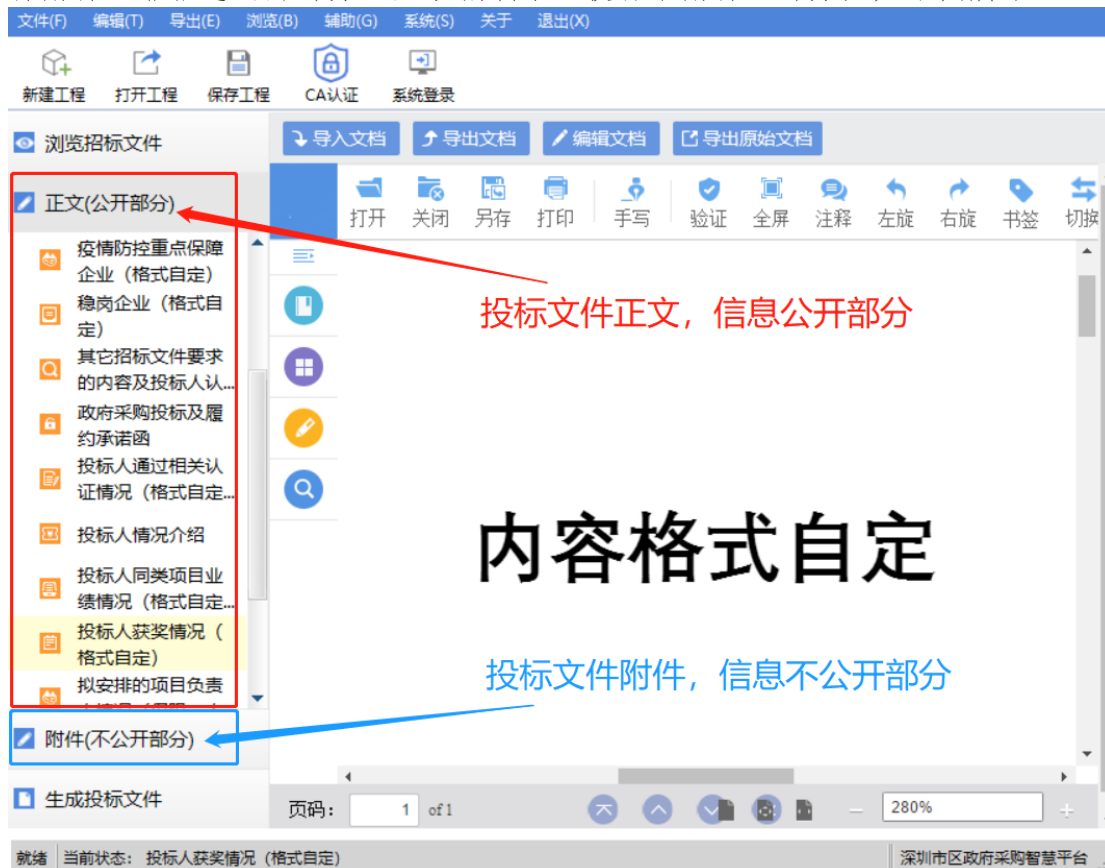 文件(F) 编辑(T) 导出(E) 浏览(B) 辅助(G) 系统(S) 关于 退出(X)
新建工程 打开工程 保存工程 CA认证 系统登录
浏览招标文件
导入文档 导出文档 编辑文档 导出原始文档
正文(公开部分)
打开 关闭 另存 打印 手写 验证 全屏 注释 左旋 右旋 书签 切换
疫情防控重点保障
企业（格式自定）
稳岗企业（格式自
定）
其它招标文件要求
的内容及投标人认...
政府采购投标及履
约承诺函
投标人通过相关认
证情况（格式自定...
投标人情况介绍
投标人同类项目业
绩情况（格式自定...
投标人获奖情况（
格式自定）
拟安排的项目负责
投标文件正文，信息公开部分
内容格式自定
投标文件附件，信息不公开部分
附件(不公开部分)
生成投标文件
页码： 1 of 1 280%
就绪 当前状态： 投标人获奖情况（格式自定） 深圳市区政府采购智慧平台